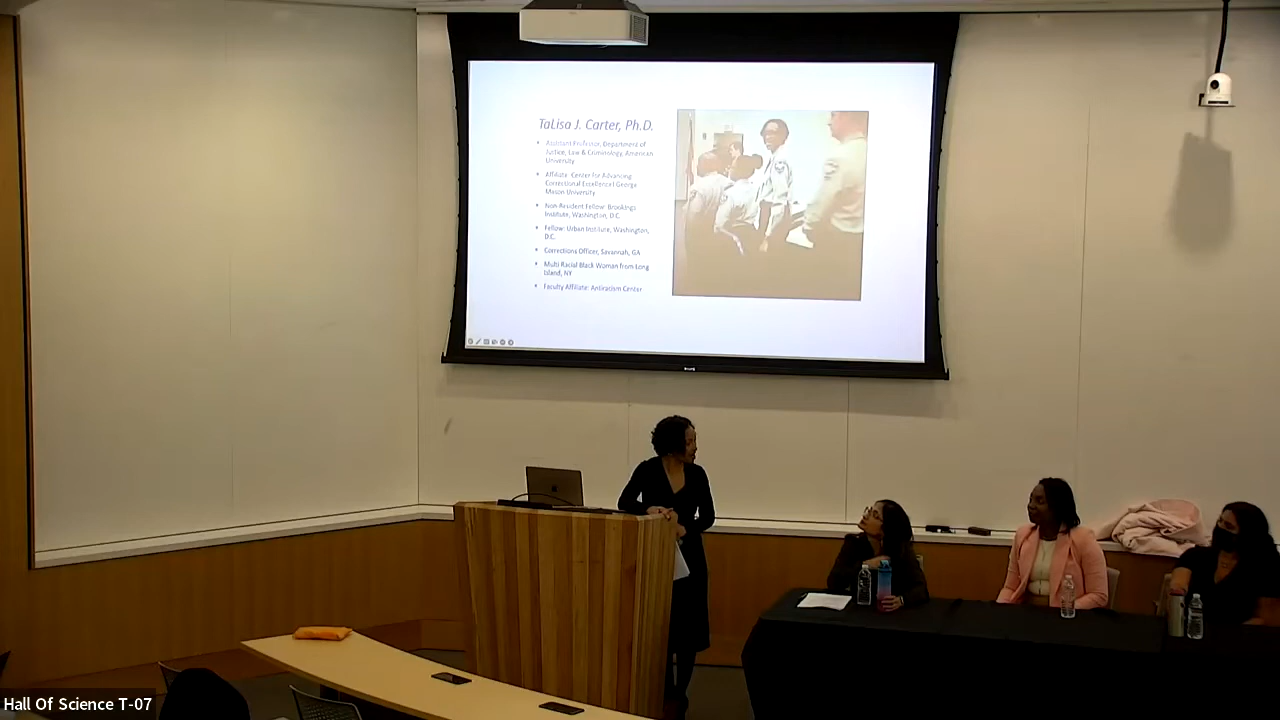 TaLisa J. Carter, Ph.D.
Assistant Professor, Department of
Justice, Law & Criminology, American
University
Affiliate: Center for Advancing
Correctional Excellence! George
Mason University
Non-Resident Fellow: Brookings
Institute, Washington, D.C.
Fellow: Urban Institute, Washington,
D.C.
Corrections Officer, Savannah, GA
Multi Racial Black Woman from Long
Island, NY
Faculty Affiliate: Antiracism Center
Hall Of Science T-07